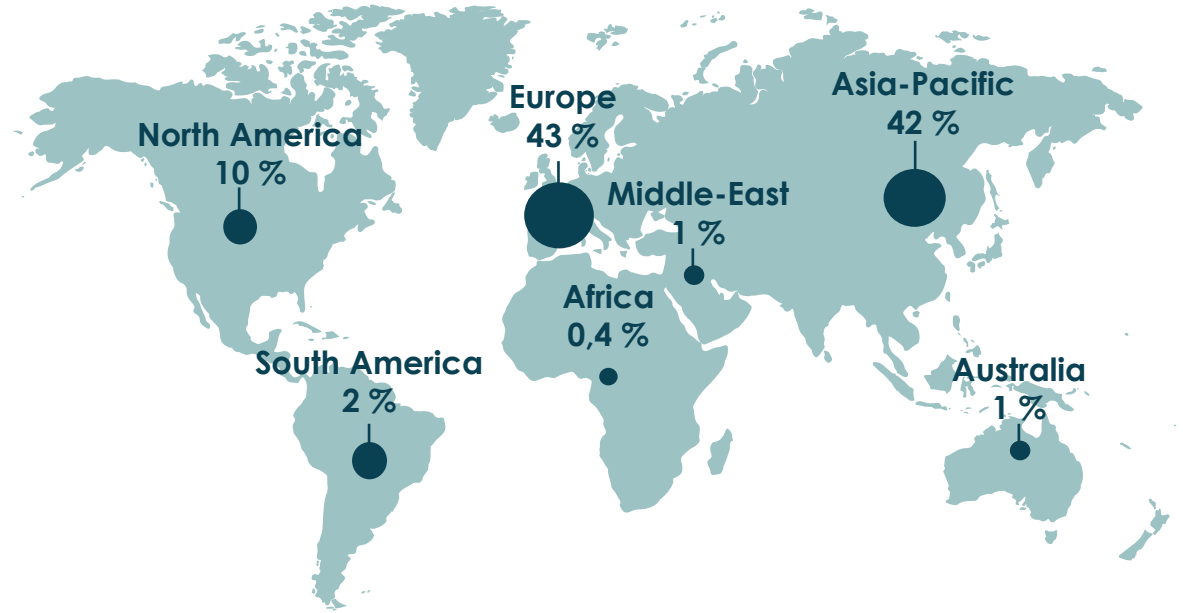 North America
10 %
Europe
43 %
Asia-Pacific
42 %
Middle-East
1 %
Africa
0,4 %
South America
2 %
Australia
1 %